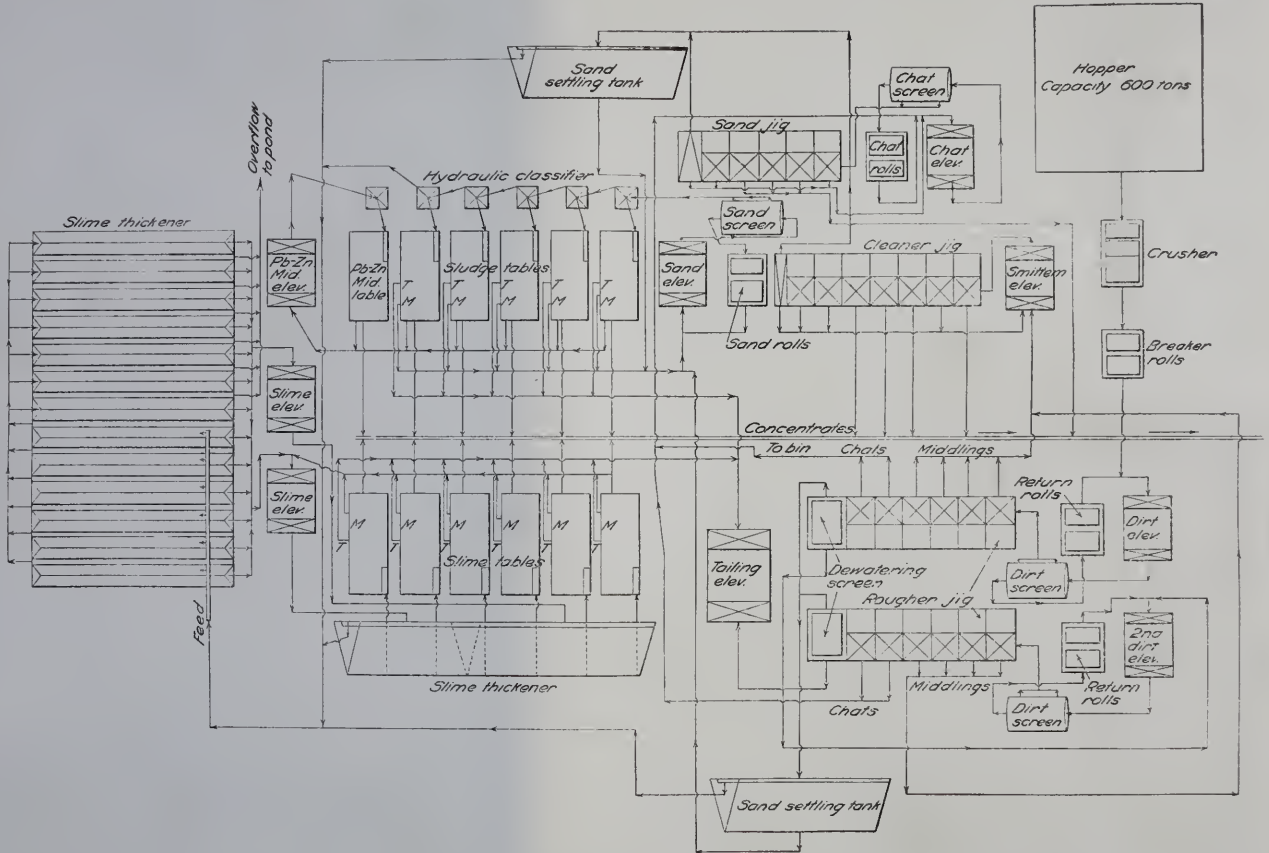 Sand
settling tank
Hopper
Capacity 600 tons
Chat
screen
Sand jig
Chat
rolls
Chat
elev.
Overflow
to pond
Hydraulic classifier
Slime thickener
Pb-Zn
Mid.
elev.
Pb-Zn
Mid.
table
Sludge tables
T
M
T
M
T
M
T
M
T
M
Sand
screen
Sand
elev.
Cleaner jig
Smittem
elev.
Crusher
Sand rolls
Breaker
rolls
Slime
elev.
Concentrates
To bin
Chats
Middlings
Slime
elev.
M
M
M
M
M
M
T
T
T
T
T
T
Slime tables
Tailing
elev.
Dewatering
screen
Return
rolls
Dirt
elev.
Dirt
screen
Rougher jig
Feed
Slime thickener
2nd
dirt
elev.
Middlings
Return
rolls
Chats
Dirt
screen
Sand settling tank